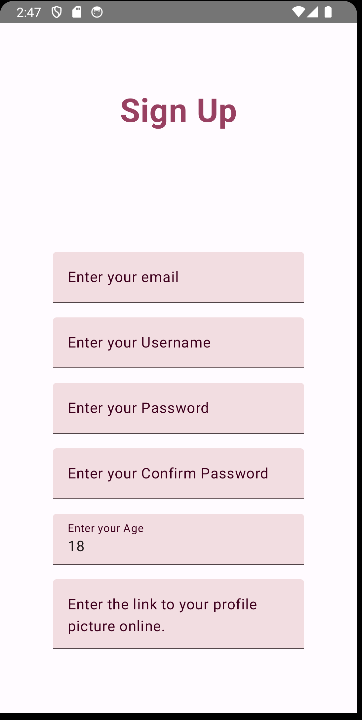 2:47
Sign Up
Enter your email
Enter your Username
Enter your Password
Enter your Confirm Password
Enter your Age
18
Enter the link to your profile
picture online.